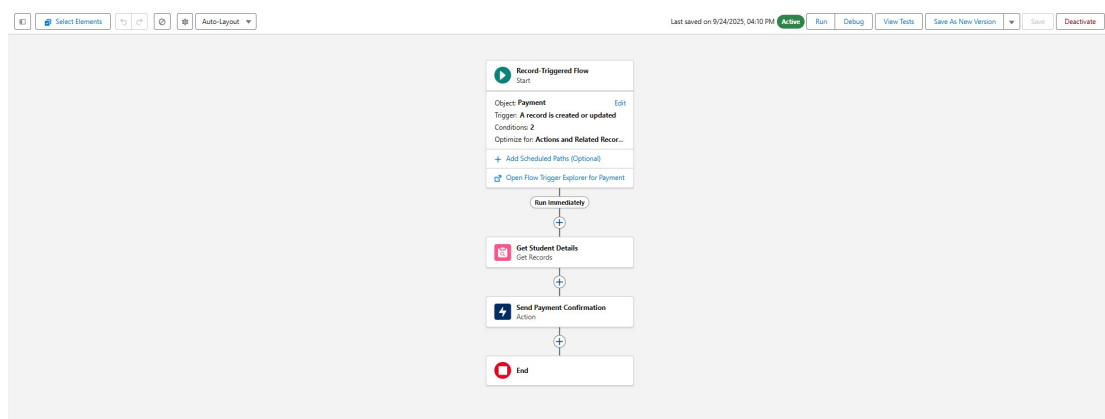 Select Elements
Auto-Layout
Last saved on 9/24/2025, 04:10 PM
Active
Run
Debug
View Tests
Save As New Version
Save
Deactivate
Record-Triggered Flow
Start
Object: Payment
Edit
Trigger: A record is created or updated
Conditions: 2
Optimize for: Actions and Related Recor...
+ Add Scheduled Paths (Optional)
Open Flow Trigger Explorer for Payment
Run Immediately
Get Student Details
Get Records
Send Payment Confirmation
Action
End